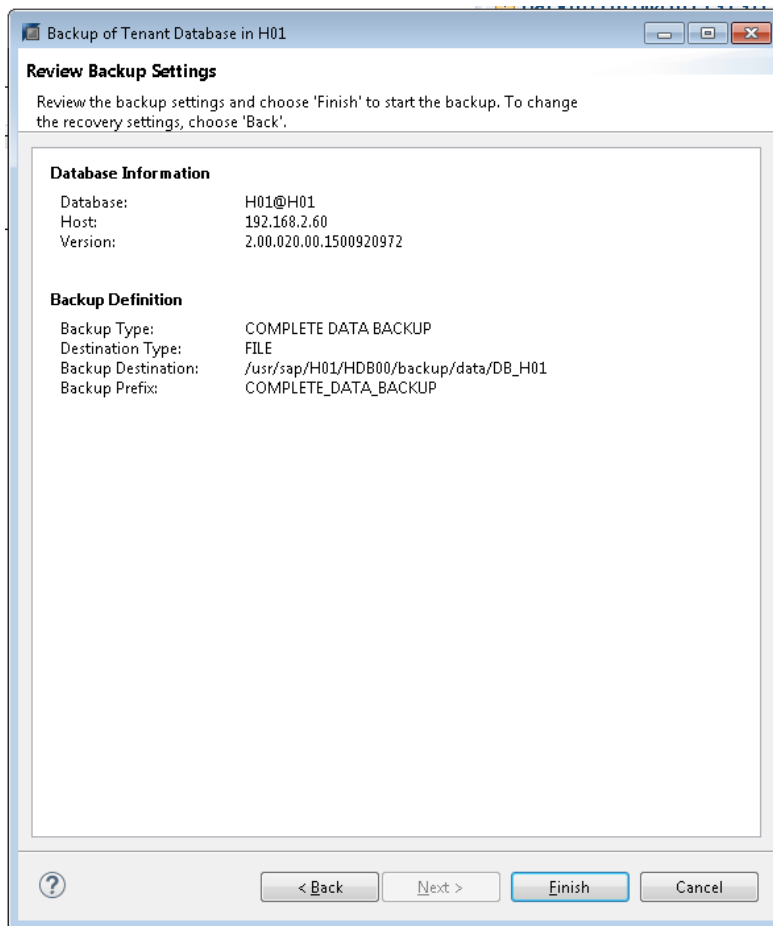 Backup of Tenant Database in H01
Review Backup Settings
Review the backup settings and choose 'Finish' to start the backup. To change
the recovery settings, choose 'Back'.
Database Information
Database: H01@H01
Host: 192.168.2.60
Version: 2.00.020.00.1500920972
Backup Definition
Backup Type: COMPLETE DATA BACKUP
Destination Type: FILE
Backup Destination: /usr/sap/H01/HDB00/backup/data/DB_H01
Backup Prefix: COMPLETE_DATA_BACKUP
? < Back Next > Finish Cancel